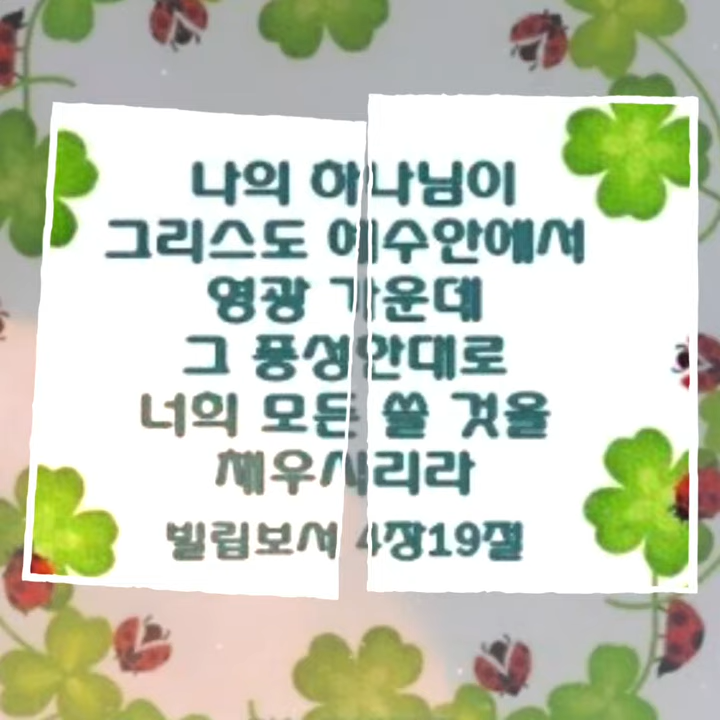 나의 하나님이
그리스도 예수안에서
영광 가운데
그 풍성한대로
너희 모든 쓸 것을
채우시리라
빌립보서 4장19절